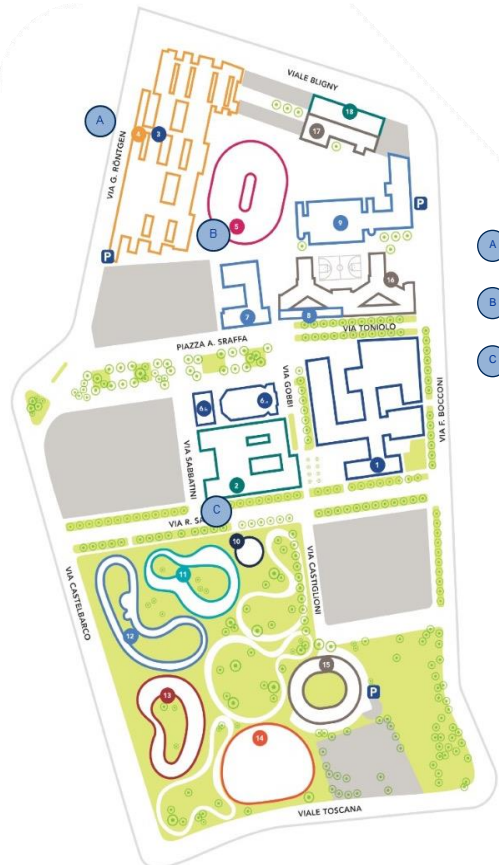 VIALE BLIGNY
18
17
A
4
3
VIA G. RÖNTGEN
5
B
9
P
P
A
16
B
7
8
VIA TONIOLO
PIAZZA A. SRAFFA
VIA GOBBI
VIA F. BOCCONI
C
6
6
VIA SABBATINI
1
2
C
VIA R. SA
10
VIA CASTIGLIONI
11
VIA CASTELBARCO
12
15
13
P
14
VIALE TOSCANA